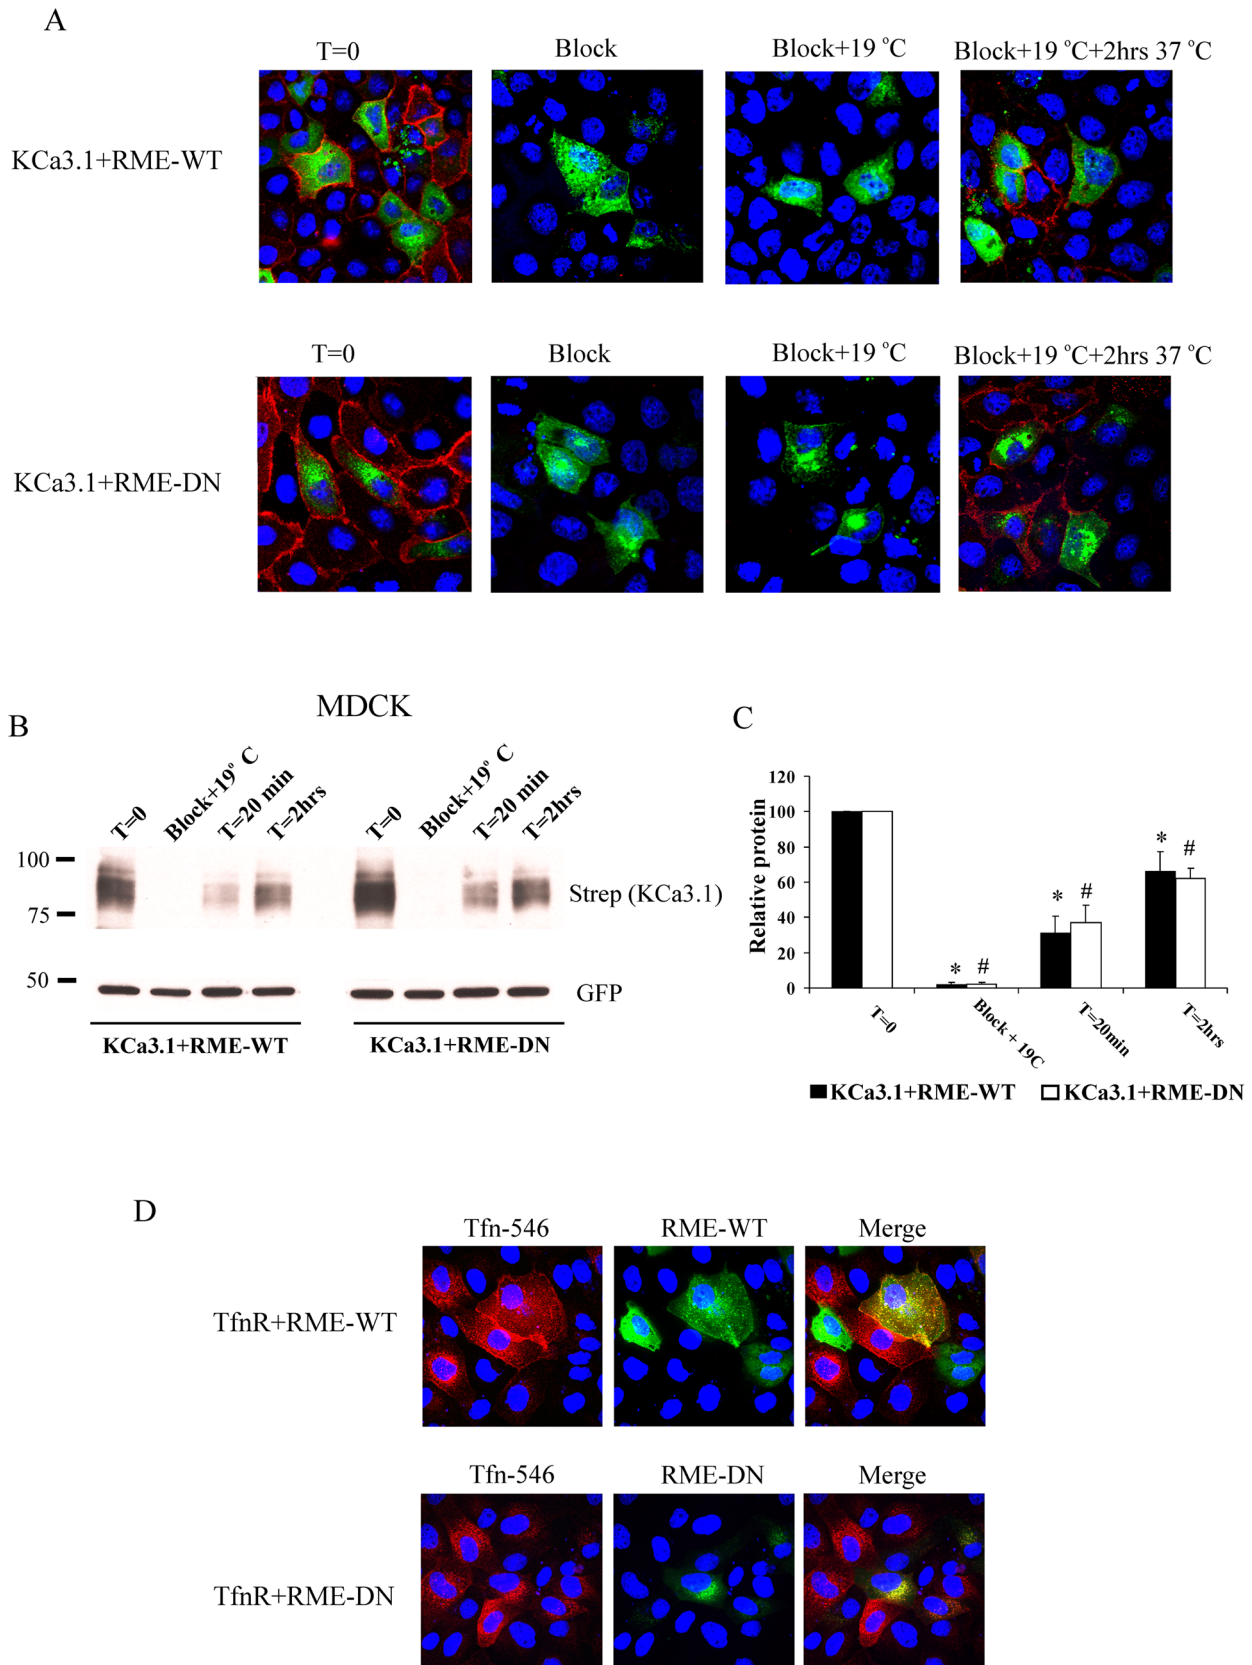 A
T=0
Block
Block+19 °C
Block+19 °C+2hrs 37 °C
KCa3.1+RME-WT
T=0
Block
Block+19 °C
Block+19 °C+2hrs 37 °C
KCa3.1+RME-DN
MDCK
B
T=0
Block+19° C
T=20 min
T=2hrs
T=0
Block+19° C
T=20 min
T=2hrs
100
75
Strep (KCa3.1)
50
GFP
KCa3.1+RME-WT
KCa3.1+RME-DN
C
Relative protein
120
100
80
60
40
20
0
* #
* #
* #
T=0
Block + 19C
T=20min
T=2hrs
KCa3.1+RME-WT
KCa3.1+RME-DN
D
Tfn-546
RME-WT
Merge
TfnR+RME-WT
Tfn-546
RME-DN
Merge
TfnR+RME-DN